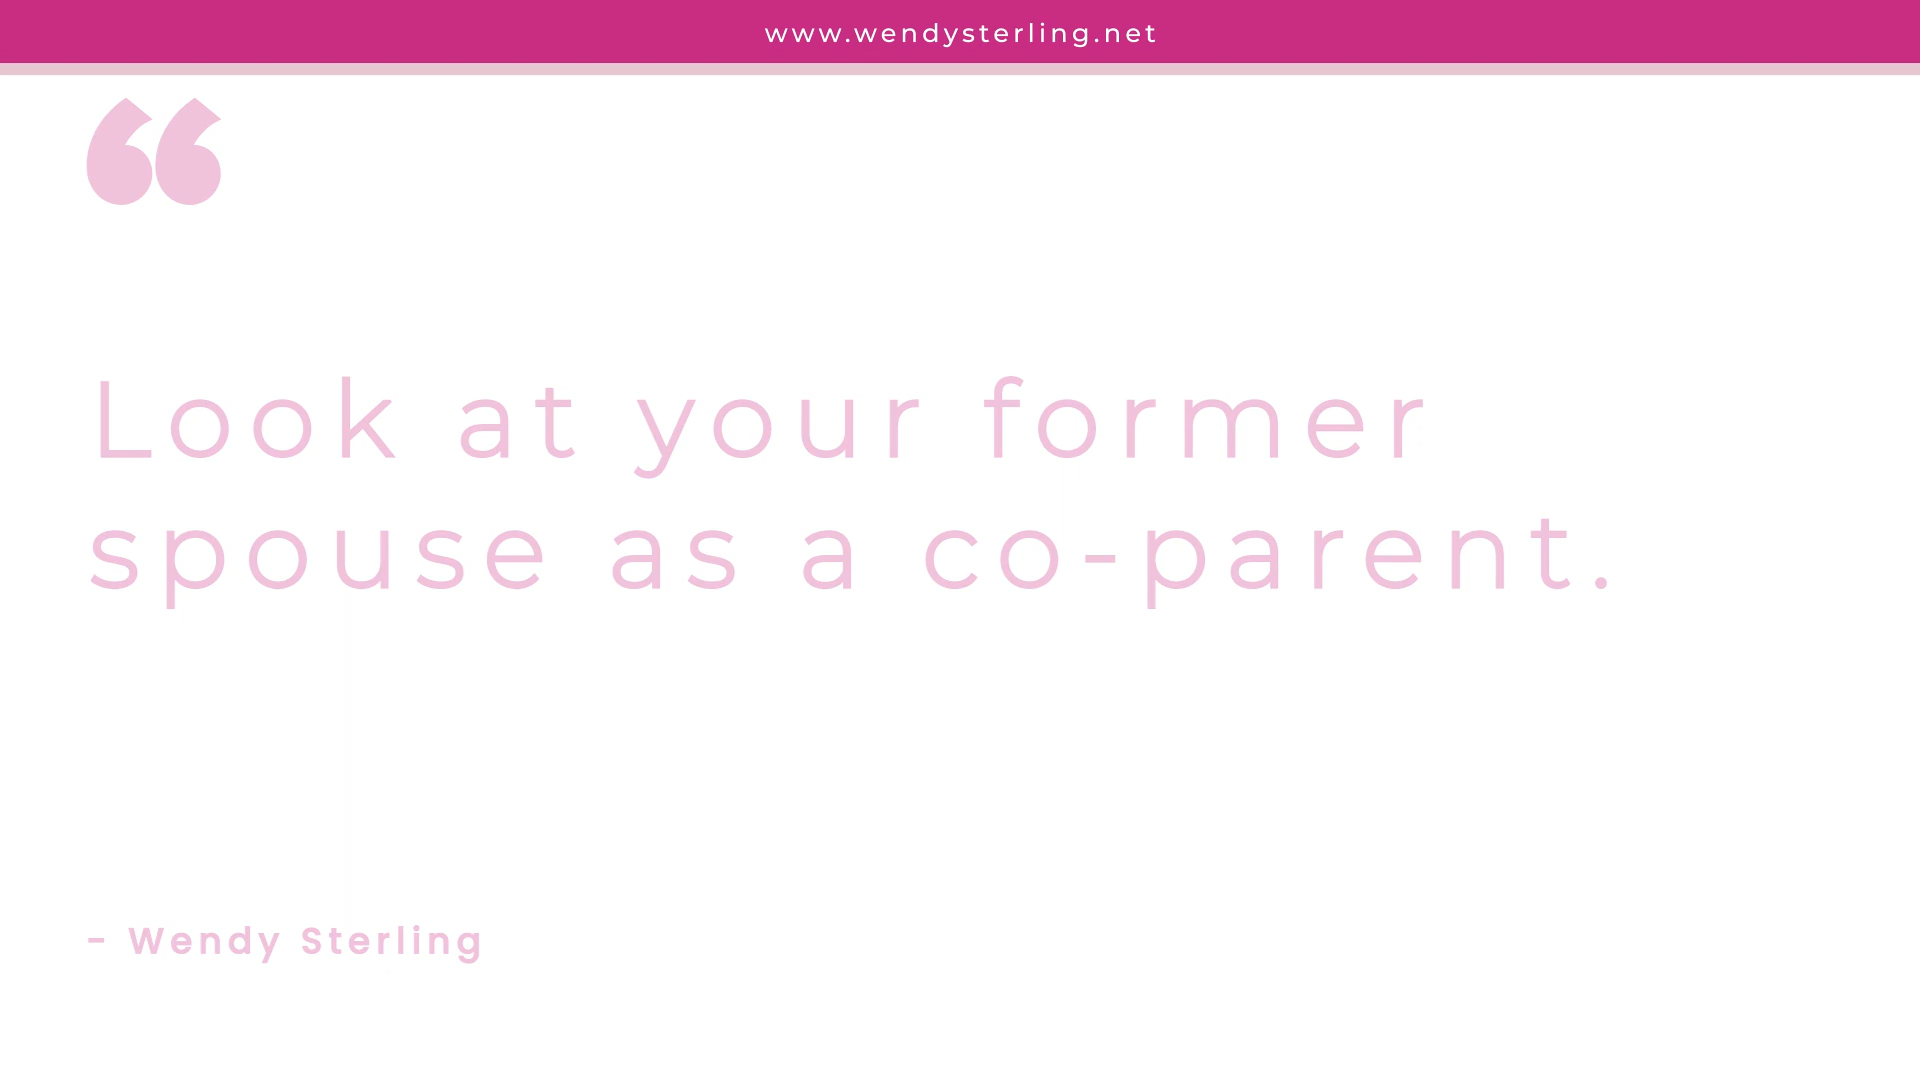 www.wendysterling.net
“
Look at your former
spouse as a co-parent.
- Wendy Sterling